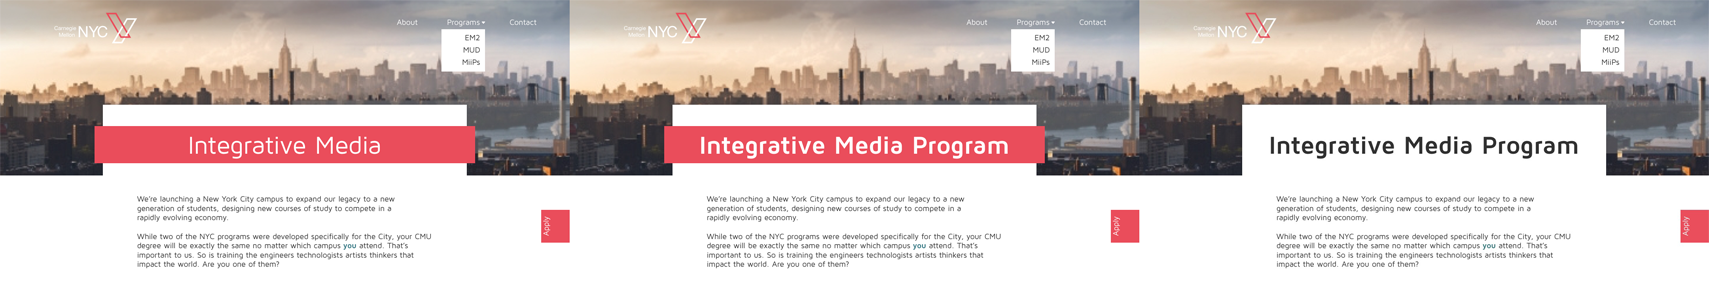 Carnegie
Mellon NYC
About Programs Contact
EM2
MUD
MiiPs
Integrative Media
We're launching a New York City campus to expand our legacy to a new
generation of students, designing new courses of study to compete in a
rapidly evolving economy.
While two of the NYC programs were developed specifically for the City, your CMU
degree will be exactly the same no matter which campus you attend. That's
important to us. So is training the engineers technologists artists thinkers that
impact the world. Are you one of them?
Apply
Carnegie
Mellon NYC
About Programs Contact
EM2
MUD
MiiPs
Integrative Media Program
We're launching a New York City campus to expand our legacy to a new
generation of students, designing new courses of study to compete in a
rapidly evolving economy.
While two of the NYC programs were developed specifically for the City, your CMU
degree will be exactly the same no matter which campus you attend. That's
important to us. So is training the engineers technologists artists thinkers that
impact the world. Are you one of them?
Apply
Carnegie
Mellon NYC
About Programs Contact
EM2
MUD
MiiPs
Integrative Media Program
We're launching a New York City campus to expand our legacy to a new
generation of students, designing new courses of study to compete in a
rapidly evolving economy.
While two of the NYC programs were developed specifically for the City, your CMU
degree will be exactly the same no matter which campus you attend. That's
important to us. So is training the engineers technologists artists thinkers that
impact the world. Are you one of them?
Apply